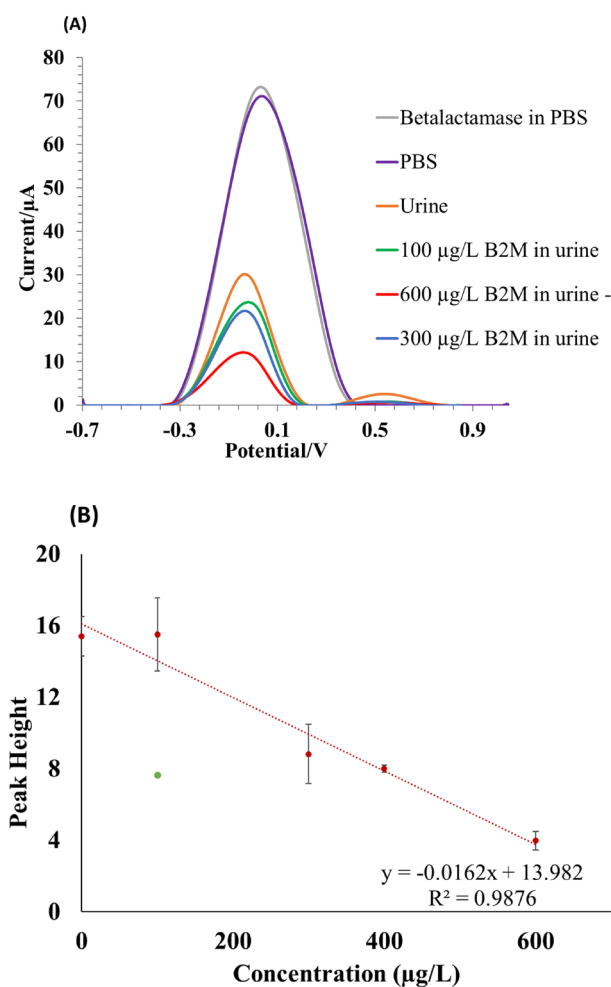 (A)
80
70
60
50
40
30
20
10
0
Current/µA
-0.7
-0.3
0.1
0.5
0.9
Potential/V
Betalactamase in PBS
PBS
Urine
100 µg/L B2M in urine
600 µg/L B2M in urine -
300 µg/L B2M in urine
(B)
20
16
12
8
4
0
Peak Height
y = -0.0162x + 13.982
R² = 0.9876
0
200
400
600
Concentration (µg/L)